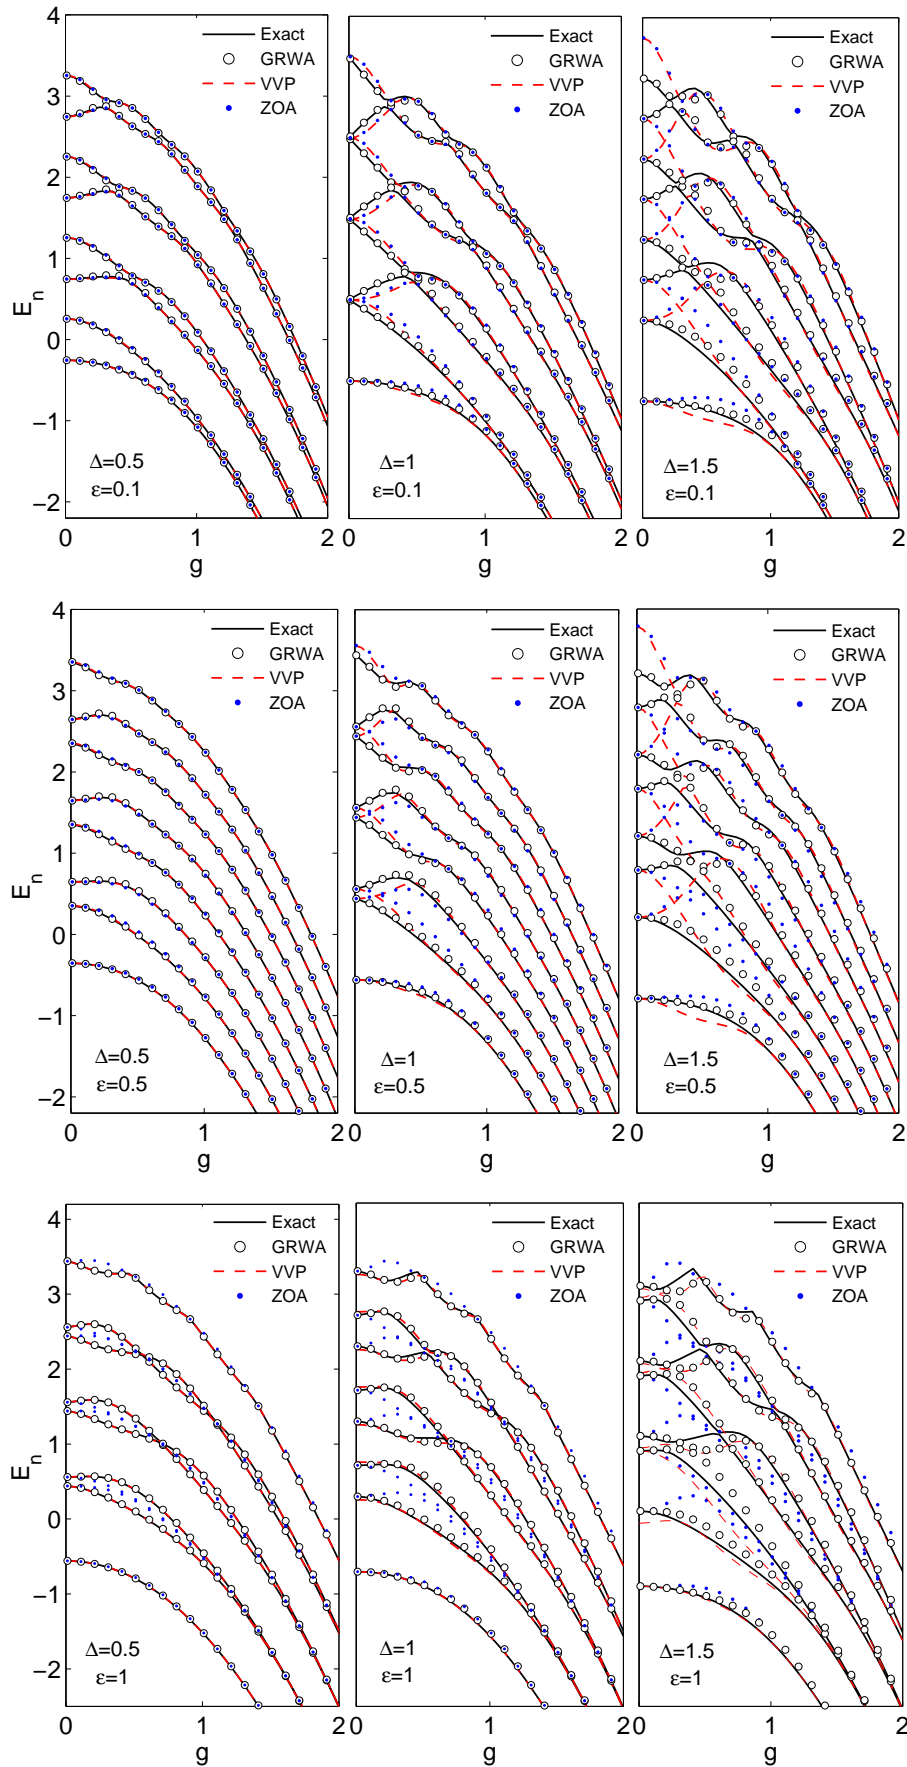 4
3
2
1
0
−1
−2
E_n
Exact
GRWA
VVP
ZOA
Δ=0.5
ε=0.1
0
1
2
g
Exact
GRWA
VVP
ZOA
Δ=1
ε=0.1
0
1
g
Exact
GRWA
VVP
ZOA
Δ=1.5
ε=0.1
0
1
2
g
4
3
2
1
0
−1
−2
E_n
Exact
GRWA
VVP
ZOA
Δ=0.5
ε=0.5
0
1
2
g
Exact
GRWA
VVP
ZOA
Δ=1
ε=0.5
0
1
2
g
Exact
GRWA
VVP
ZOA
Δ=1.5
ε=0.5
0
1
2
g
4
3
2
1
0
−1
−2
E_n
Exact
GRWA
VVP
ZOA
Δ=0.5
ε=1
0
1
2
g
Exact
GRWA
VVP
ZOA
Δ=1
ε=1
0
1
2
g
Exact
GRWA
VVP
ZOA
Δ=1.5
ε=1
0
1
2
g